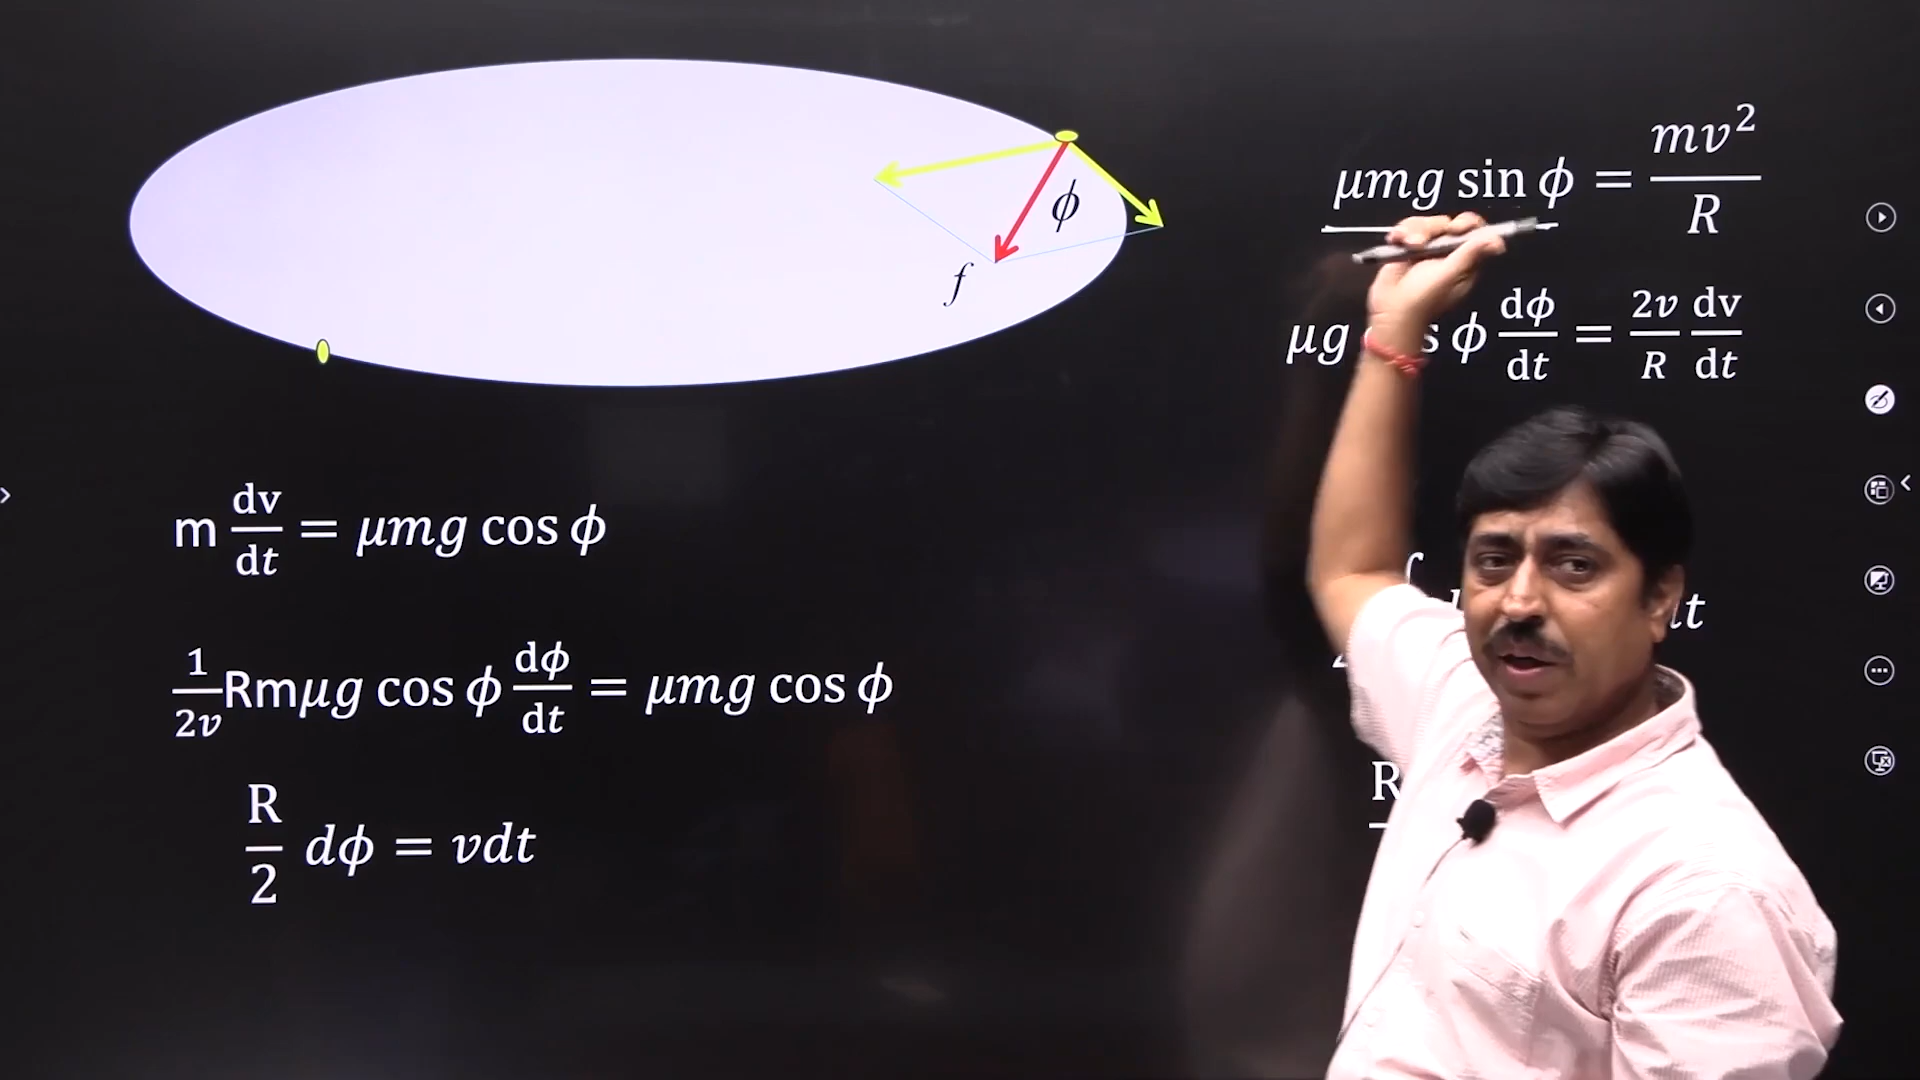 ϕ
f
μmg sin ϕ = mv²/R
μg s ϕ dϕ/dt = 2v/R dv/dt
m dv/dt = μmg cos ϕ
1/2v Rmμg cos ϕ dϕ/dt = μmg cos ϕ
R/2 dϕ = vdt
t
R